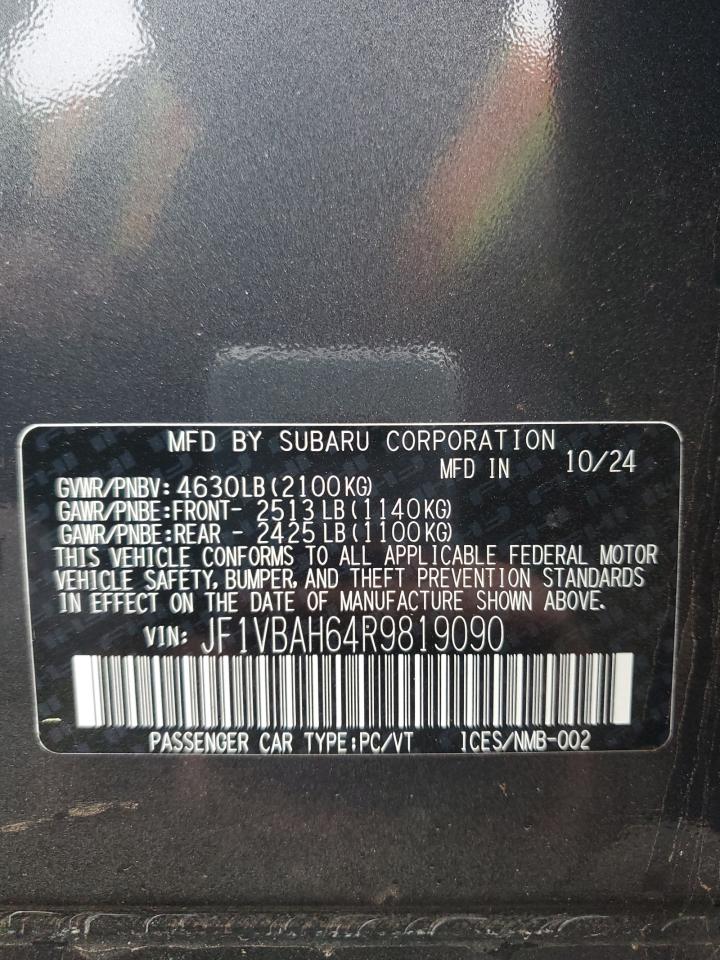 MFD BY SUBARU CORPORATION
MFD IN 10/24
GVWR/PNBV: 4630LB(2100KG)
GAWR/PNBE:FRONT- 2513LB(1140KG)
GAWR/PNBE:REAR - 2425LB(1100KG)
THIS VEHICLE CONFORMS TO ALL APPLICABLE FEDERAL MOTOR
VEHICLE SAFETY, BUMPER, AND THEFT PREVENTION STANDARDS
IN EFFECT ON THE DATE OF MANUFACTURE SHOWN ABOVE.
VIN: JF1VBAH64R9819090
PASSENGER CAR TYPE:PC/VT ICES/NMB-002